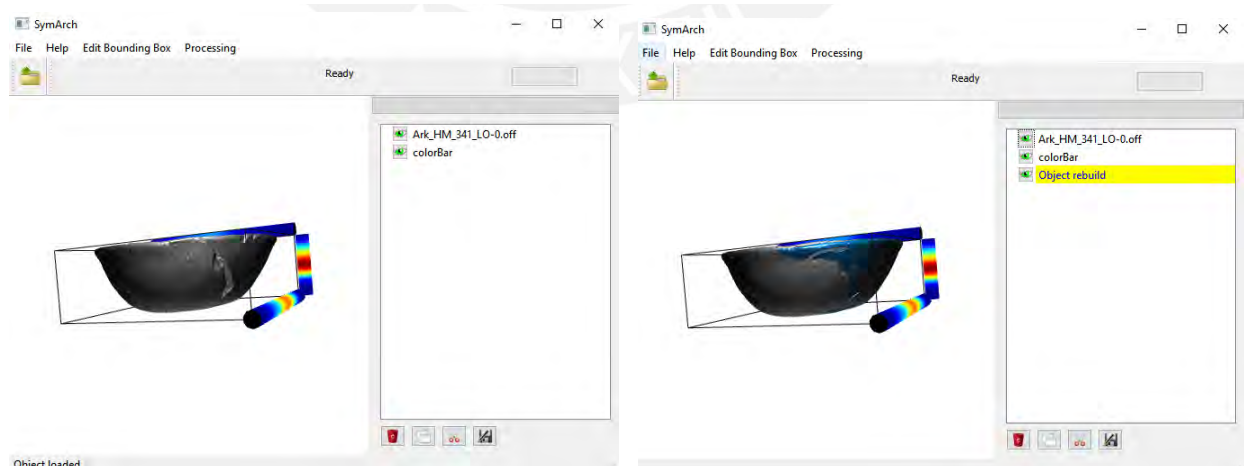 SymArch
File Help Edit Bounding Box Processing
Ready
Ark_HM_341_LO-0.off
colorBar
Object loaded
SymArch
File Help Edit Bounding Box Processing
Ready
Ark_HM_341_LO-0.off
colorBar
Object rebuild